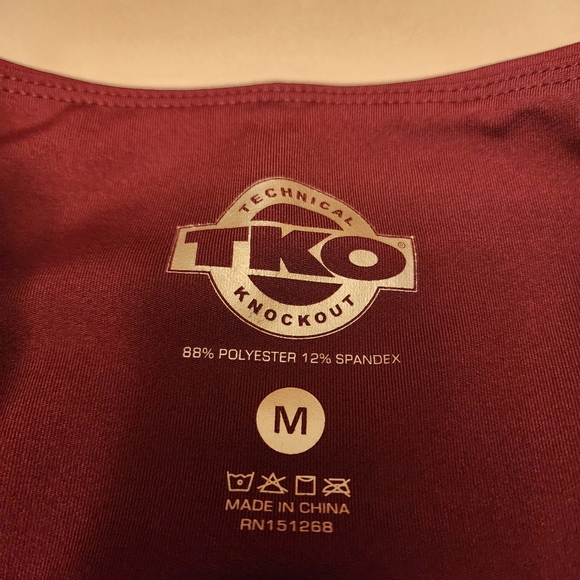 TECHNICAL
TKO®
KNOCKOUT
88% POLYESTER 12% SPANDEX
M
MADE IN CHINA
RN151268